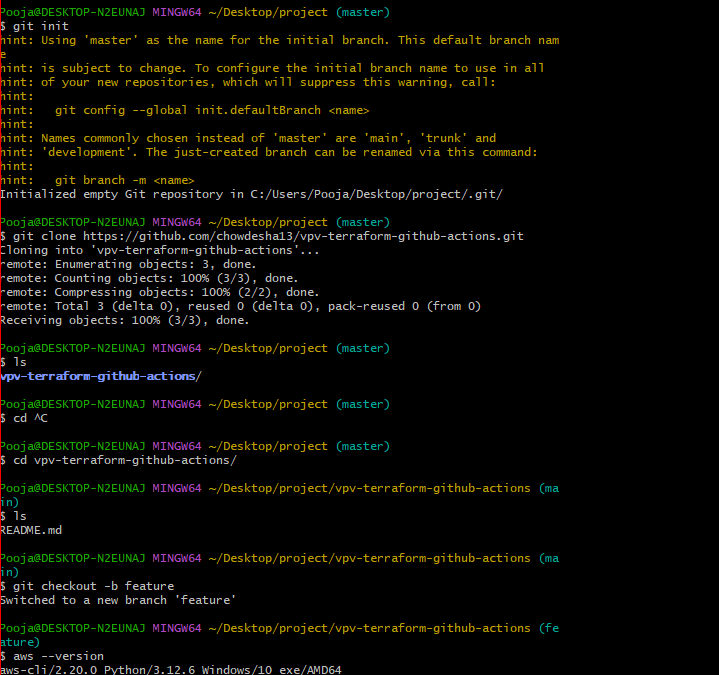 Pooja@DESKTOP-N2EUNAJ MINGW64 ~/Desktop/project (master)
$ git init
hint: Using 'master' as the name for the initial branch. This default branch nam
e
hint: is subject to change. To configure the initial branch name to use in all
hint: of your new repositories, which will suppress this warning, call:
hint:
hint:   git config --global init.defaultBranch <name>
hint:
hint: Names commonly chosen instead of 'master' are 'main', 'trunk' and
hint: 'development'. The just-created branch can be renamed via this command:
hint:
hint:   git branch -m <name>
Initialized empty Git repository in C:/Users/Pooja/Desktop/project/.git/
Pooja@DESKTOP-N2EUNAJ MINGW64 ~/Desktop/project (master)
$ git clone https://github.com/chowdesha13/vpv-terraform-github-actions.git
Cloning into 'vpv-terraform-github-actions'...
remote: Enumerating objects: 3, done.
remote: Counting objects: 100% (3/3), done.
remote: Compressing objects: 100% (2/2), done.
remote: Total 3 (delta 0), reused 0 (delta 0), pack-reused 0 (from 0)
Receiving objects: 100% (3/3), done.
Pooja@DESKTOP-N2EUNAJ MINGW64 ~/Desktop/project (master)
$ ls
vpv-terraform-github-actions/
Pooja@DESKTOP-N2EUNAJ MINGW64 ~/Desktop/project (master)
$ cd ^C
Pooja@DESKTOP-N2EUNAJ MINGW64 ~/Desktop/project (master)
$ cd vpv-terraform-github-actions/
Pooja@DESKTOP-N2EUNAJ MINGW64 ~/Desktop/project/vpv-terraform-github-actions (ma
in)
$ ls
README.md
Pooja@DESKTOP-N2EUNAJ MINGW64 ~/Desktop/project/vpv-terraform-github-actions (ma
in)
$ git checkout -b feature
Switched to a new branch 'feature'
Pooja@DESKTOP-N2EUNAJ MINGW64 ~/Desktop/project/vpv-terraform-github-actions (fe
ature)
$ aws --version
aws-cli/2.20.0 Python/3.12.6 Windows/10 exe/AMD64